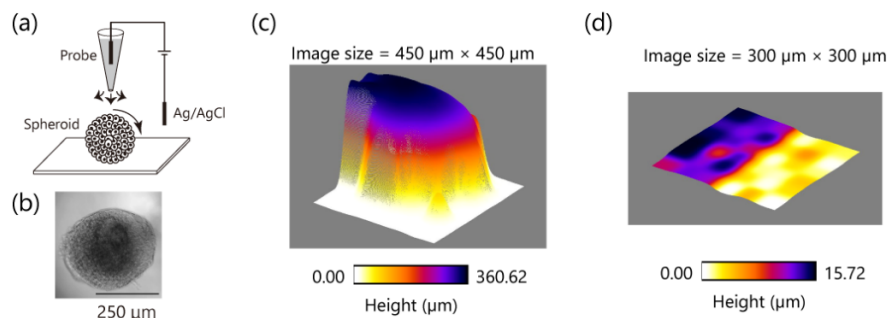 (a)
Probe
Ag/AgCl
Spheroid
(b)
250 μm
(c)
Image size = 450 μm × 450 μm
0.00 360.62
Height (μm)
(d)
Image size = 300 μm × 300 μm
0.00 15.72
Height (μm)